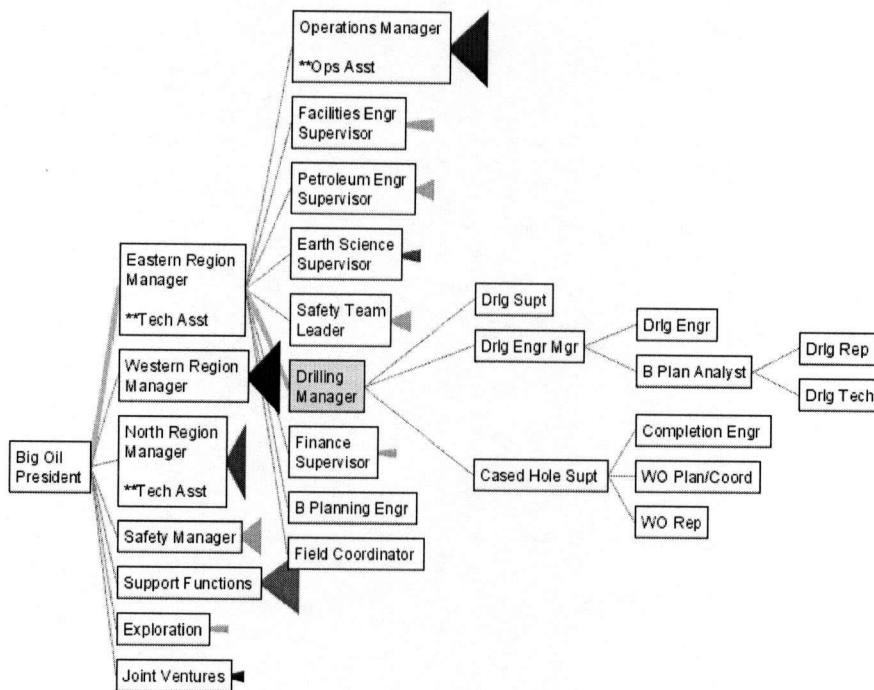 Big Oil
President
Eastern Region
Manager
**Tech Asst
Western Region
Manager
North Region
Manager
**Tech Asst
Safety Manager
Support Functions
Exploration
Joint Ventures
Operations Manager
**Ops Asst
Facilities Engr
Supervisor
Petroleum Engr
Supervisor
Earth Science
Supervisor
Safety Team
Leader
Drilling
Manager
Finance
Supervisor
B Planning Engr
Field Coordinator
Drlg Supt
Drlg Engr Mgr
Cased Hole Supt
Drlg Engr
B Plan Analyst
Completion Engr
WO Plan/Coord
WO Rep
Drlg Rep
Drlg Tech